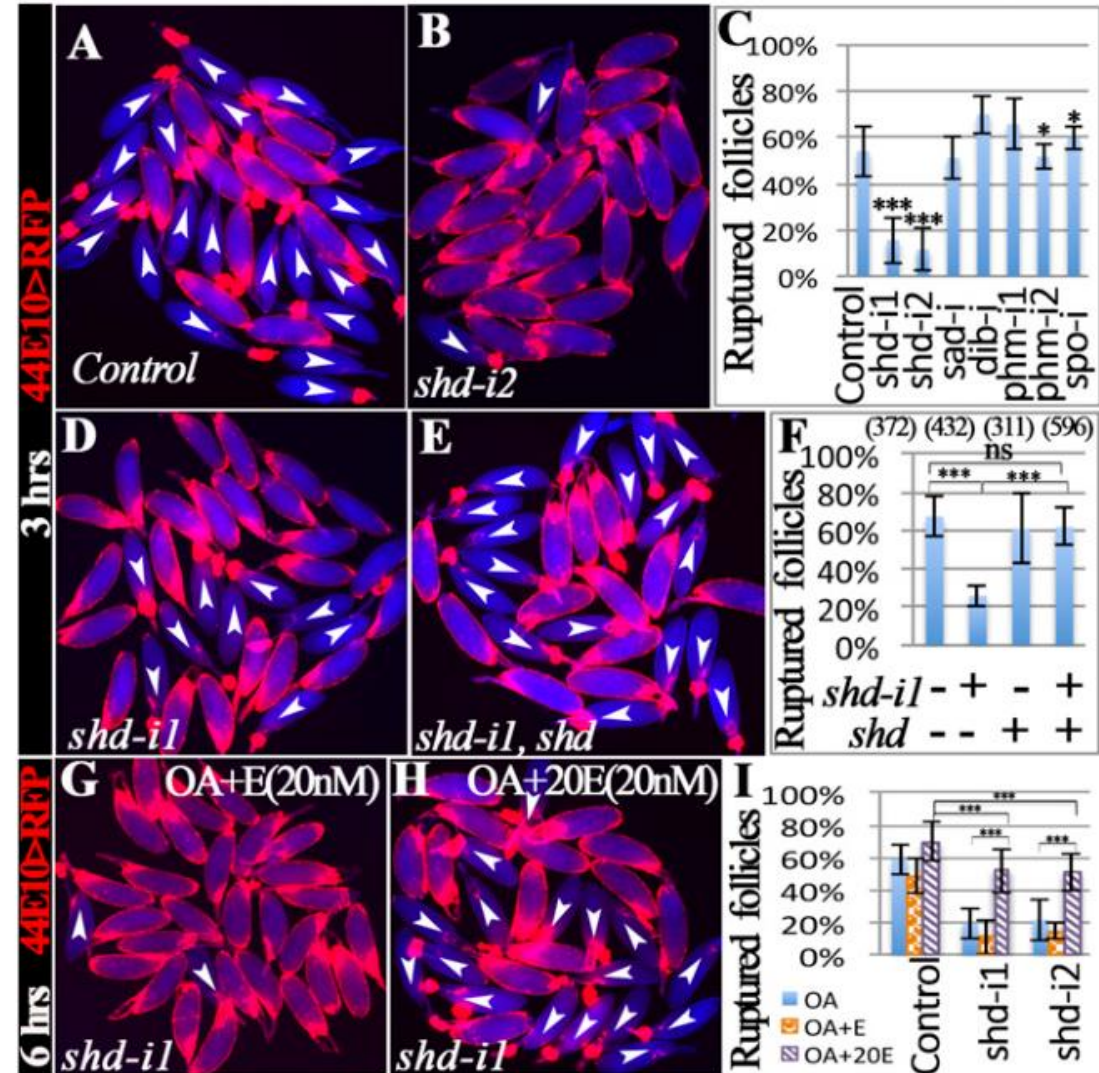 44E10>RFP
3 hrs
A
Control
B
shd-i2
C
Ruptured follicles
100%
80%
60%
40%
20%
0%
***
***
*
*
Control
shd-i1
shd-i2
sad-i
dib-i
phm-i1
phm-i2
spo-i
D
shd-i1
E
shd-i1, shd
F
(372) (432) (311) (596)
ns
*** ***
Ruptured follicles
100%
80%
60%
40%
20%
0%
shd-i1 - + - +
shd - - + +
6 hrs 44E10>RFP
G OA+E(20nM)
shd-i1
H OA+20E(20nM)
shd-i1
I
Ruptured follicles
100%
80%
60%
40%
20%
0%
***
***
***
***
Control
shd-i1
shd-i2
OA
OA+E
OA+20E